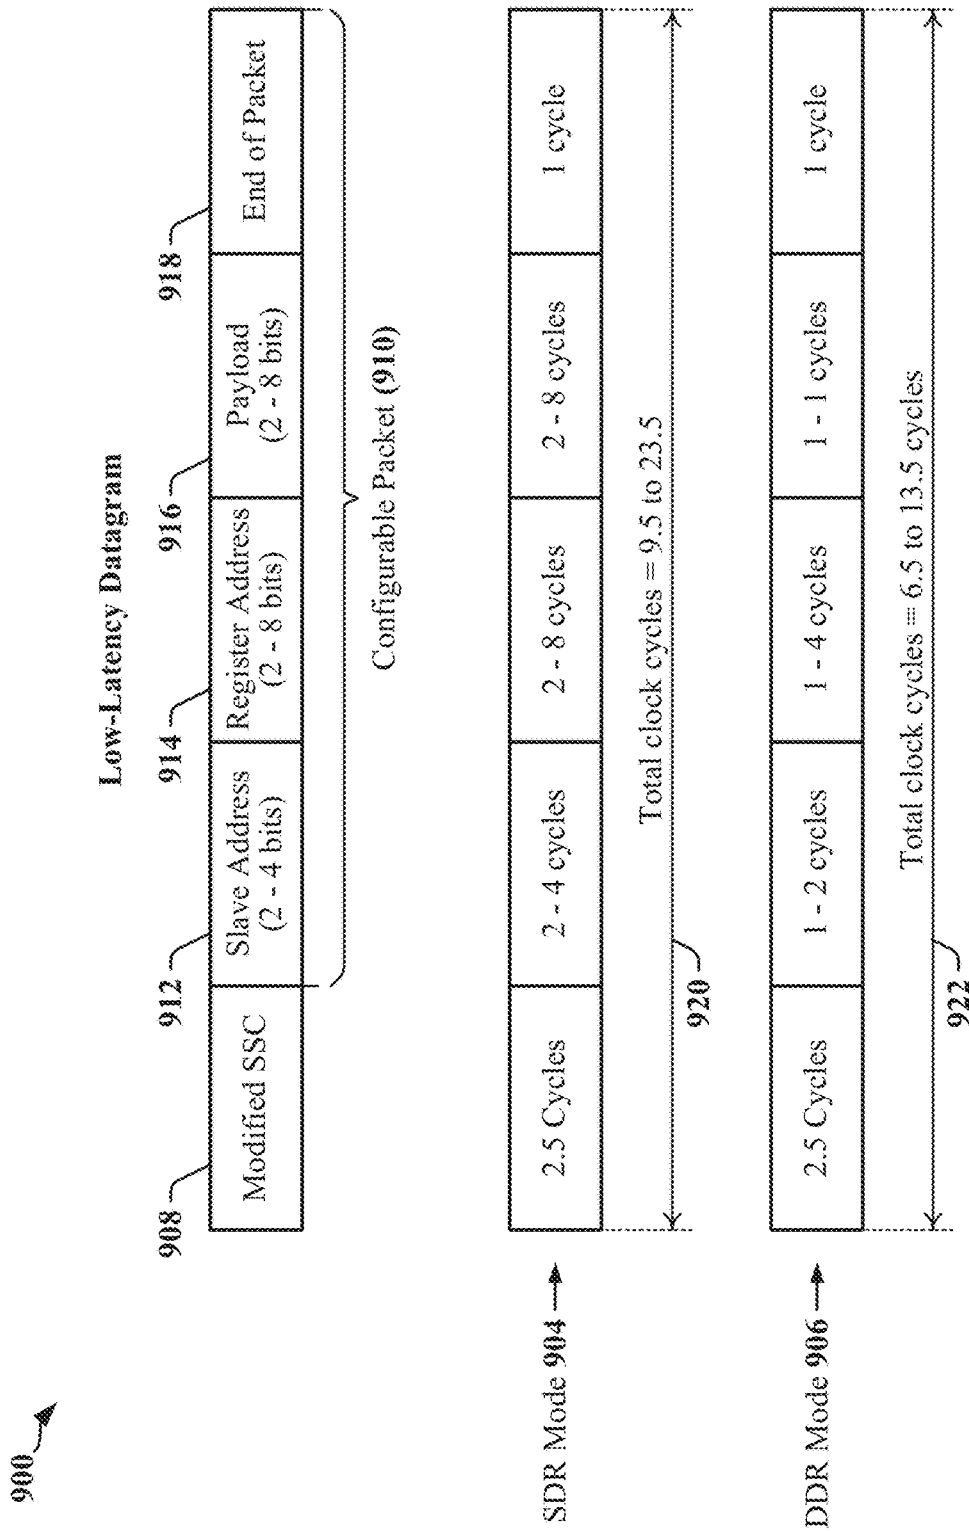 900
Low-Latency Datagram
908
912
914
916
918
Modified SSC
Slave Address
(2 - 4 bits)
Register Address
(2 - 8 bits)
Payload
(2 - 8 bits)
End of Packet
Configurable Packet (910)
SDR Mode 904
2.5 Cycles
2 - 4 cycles
2 - 8 cycles
2 - 8 cycles
1 cycle
920
Total clock cycles = 9.5 to 23.5
DDR Mode 906
2.5 Cycles
1 - 2 cycles
1 - 4 cycles
1 - 1 cycles
1 cycle
922
Total clock cycles = 6.5 to 13.5 cycles